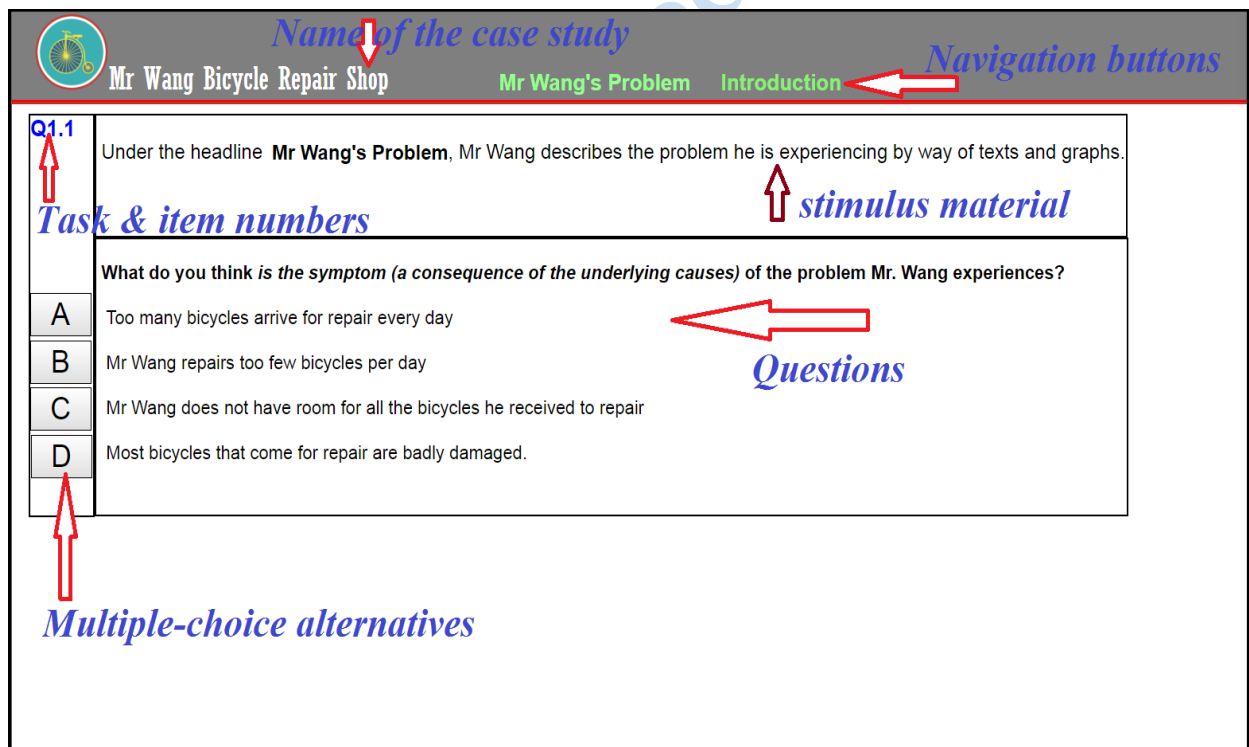 Name of the case study
Navigation buttons
Mr Wang Bicycle Repair Shop
Mr Wang's Problem Introduction
Q1.1
Under the headline Mr Wang's Problem, Mr Wang describes the problem he is experiencing by way of texts and graphs.
Task & item numbers
stimulus material
What do you think is the symptom (a consequence of the underlying causes) of the problem Mr. Wang experiences?
A Too many bicycles arrive for repair every day
B Mr Wang repairs too few bicycles per day
Questions
C Mr Wang does not have room for all the bicycles he received to repair
D Most bicycles that come for repair are badly damaged.
Multiple-choice alternatives